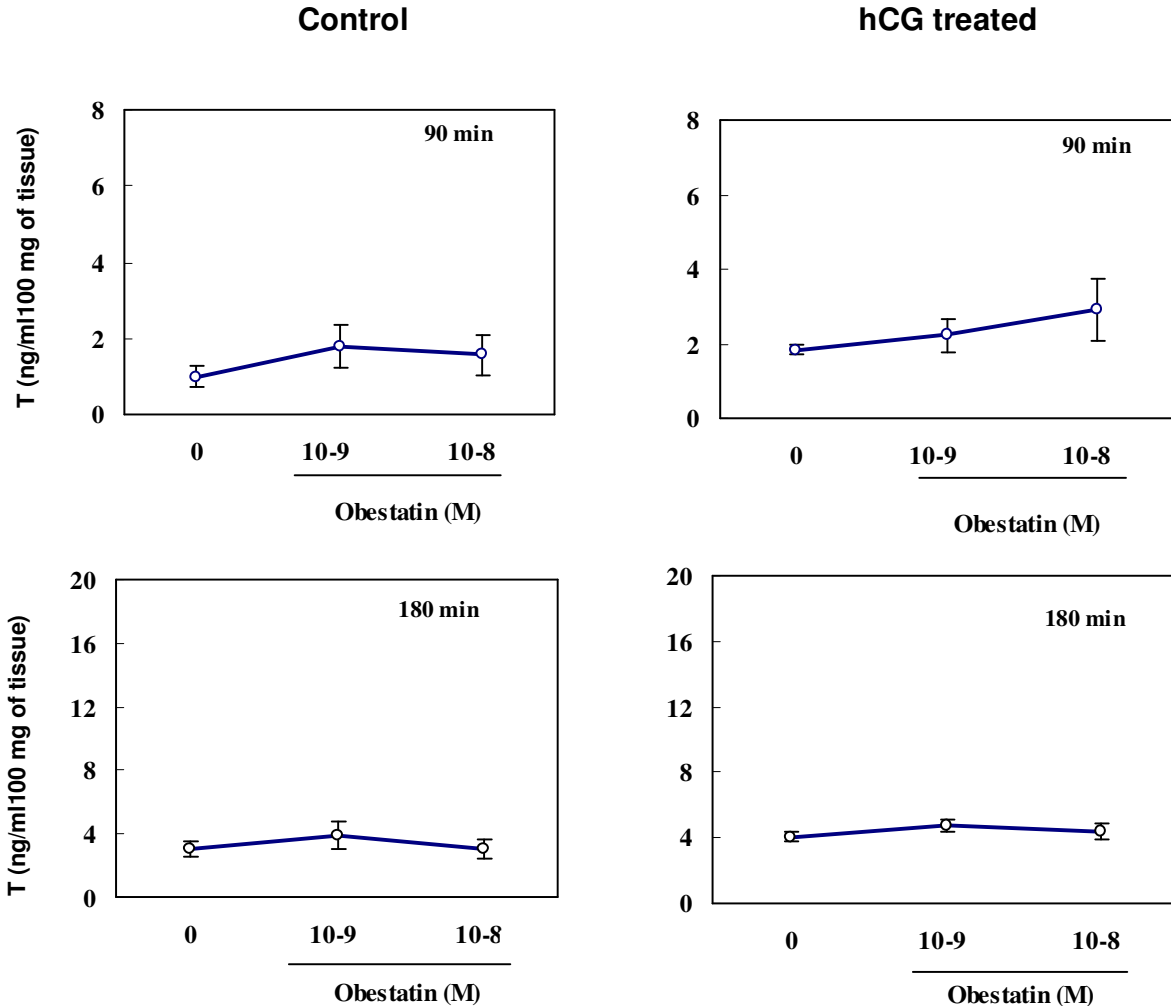 Control
hCG treated
T (ng/ml100 mg of tissue)
8
6
4
2
0
90 min
0
10-9
10-8
Obestatin (M)
8
6
4
2
0
90 min
0
10-9
10-8
Obestatin (M)
T (ng/ml100 mg of tissue)
20
16
12
8
4
0
180 min
0
10-9
10-8
Obestatin (M)
20
16
12
8
4
0
180 min
0
10-9
10-8
Obestatin (M)